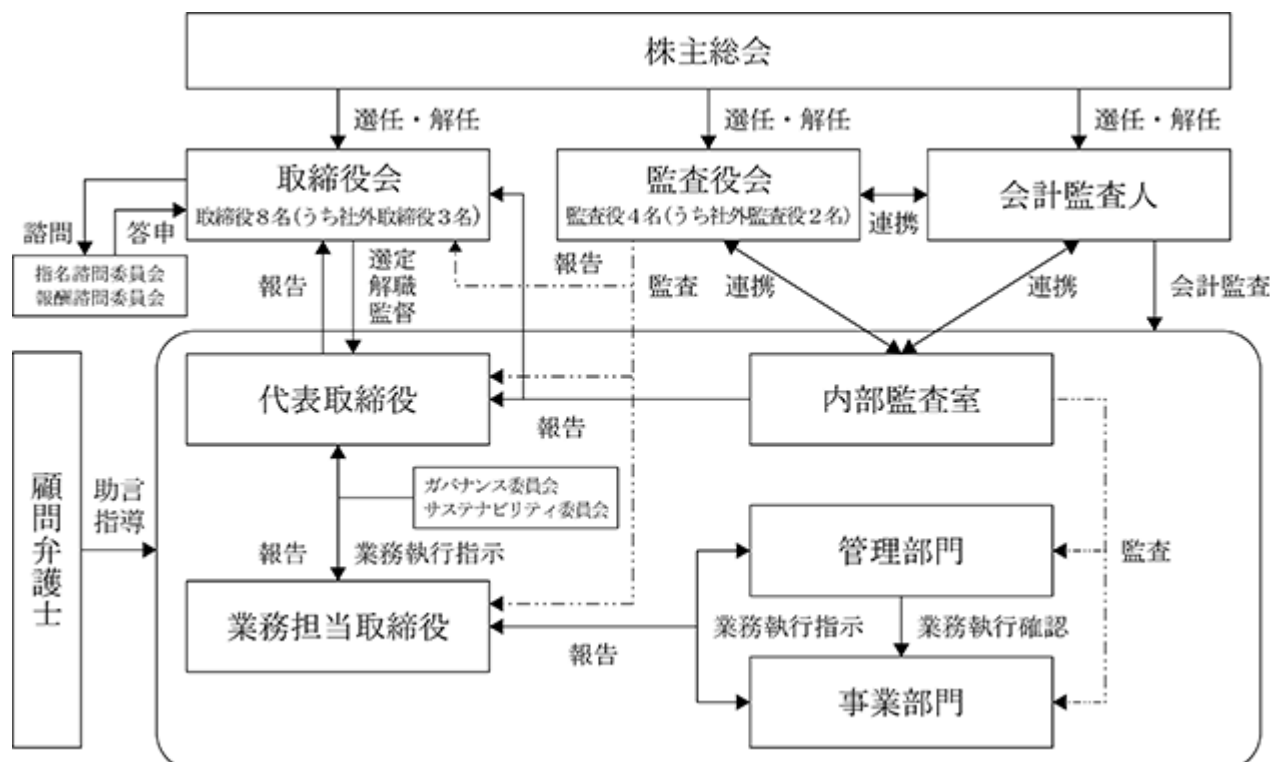 株主総会
選任・解任
選任・解任
選任・解任
取締役会
取締役8名(うち社外取締役3名)
監査役会
監査役4名(うち社外監査役2名)
会計監査人
連携
諮問
答申
指名諮問委員会
報酬諮問委員会
報告
選定
解職
監督
報告
監査
連携
連携
会計監査
代表取締役
内部監査室
報告
顧問弁護士
助言
指導
ガバナンス委員会
サステナビリティ委員会
報告
業務執行指示
管理部門
監査
業務担当取締役
報告
業務執行指示
業務執行確認
事業部門